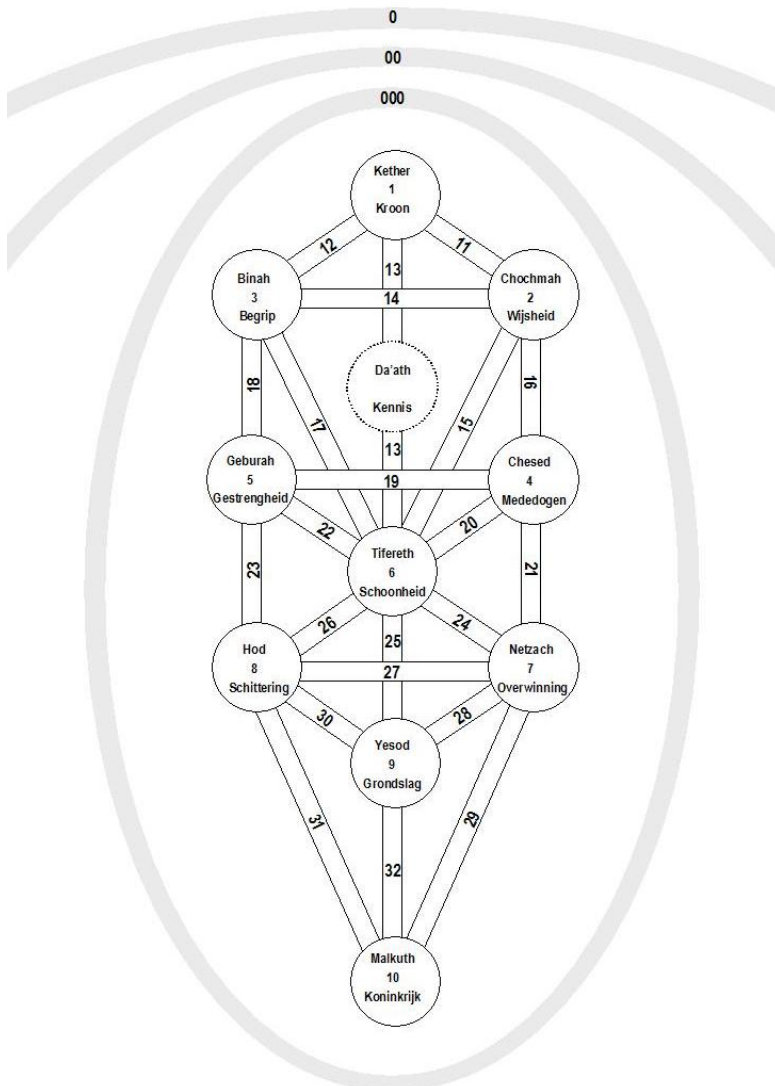 0
00
000
Kether
1
Kroon
12
11
13
Binah
3
Begrip
14
Chochmah
2
Wijsheid
Da'ath
Kennis
18
17
15
16
13
Geburah
5
Gestrengheid
19
Chesed
4
Mededogen
22
20
Tifereth
6
Schoonheid
23
21
26
24
25
Hod
8
Schittering
27
Netzach
7
Overwinning
30
28
Yesod
9
Grondslag
31
29
32
Malkuth
10
Koninkrijk